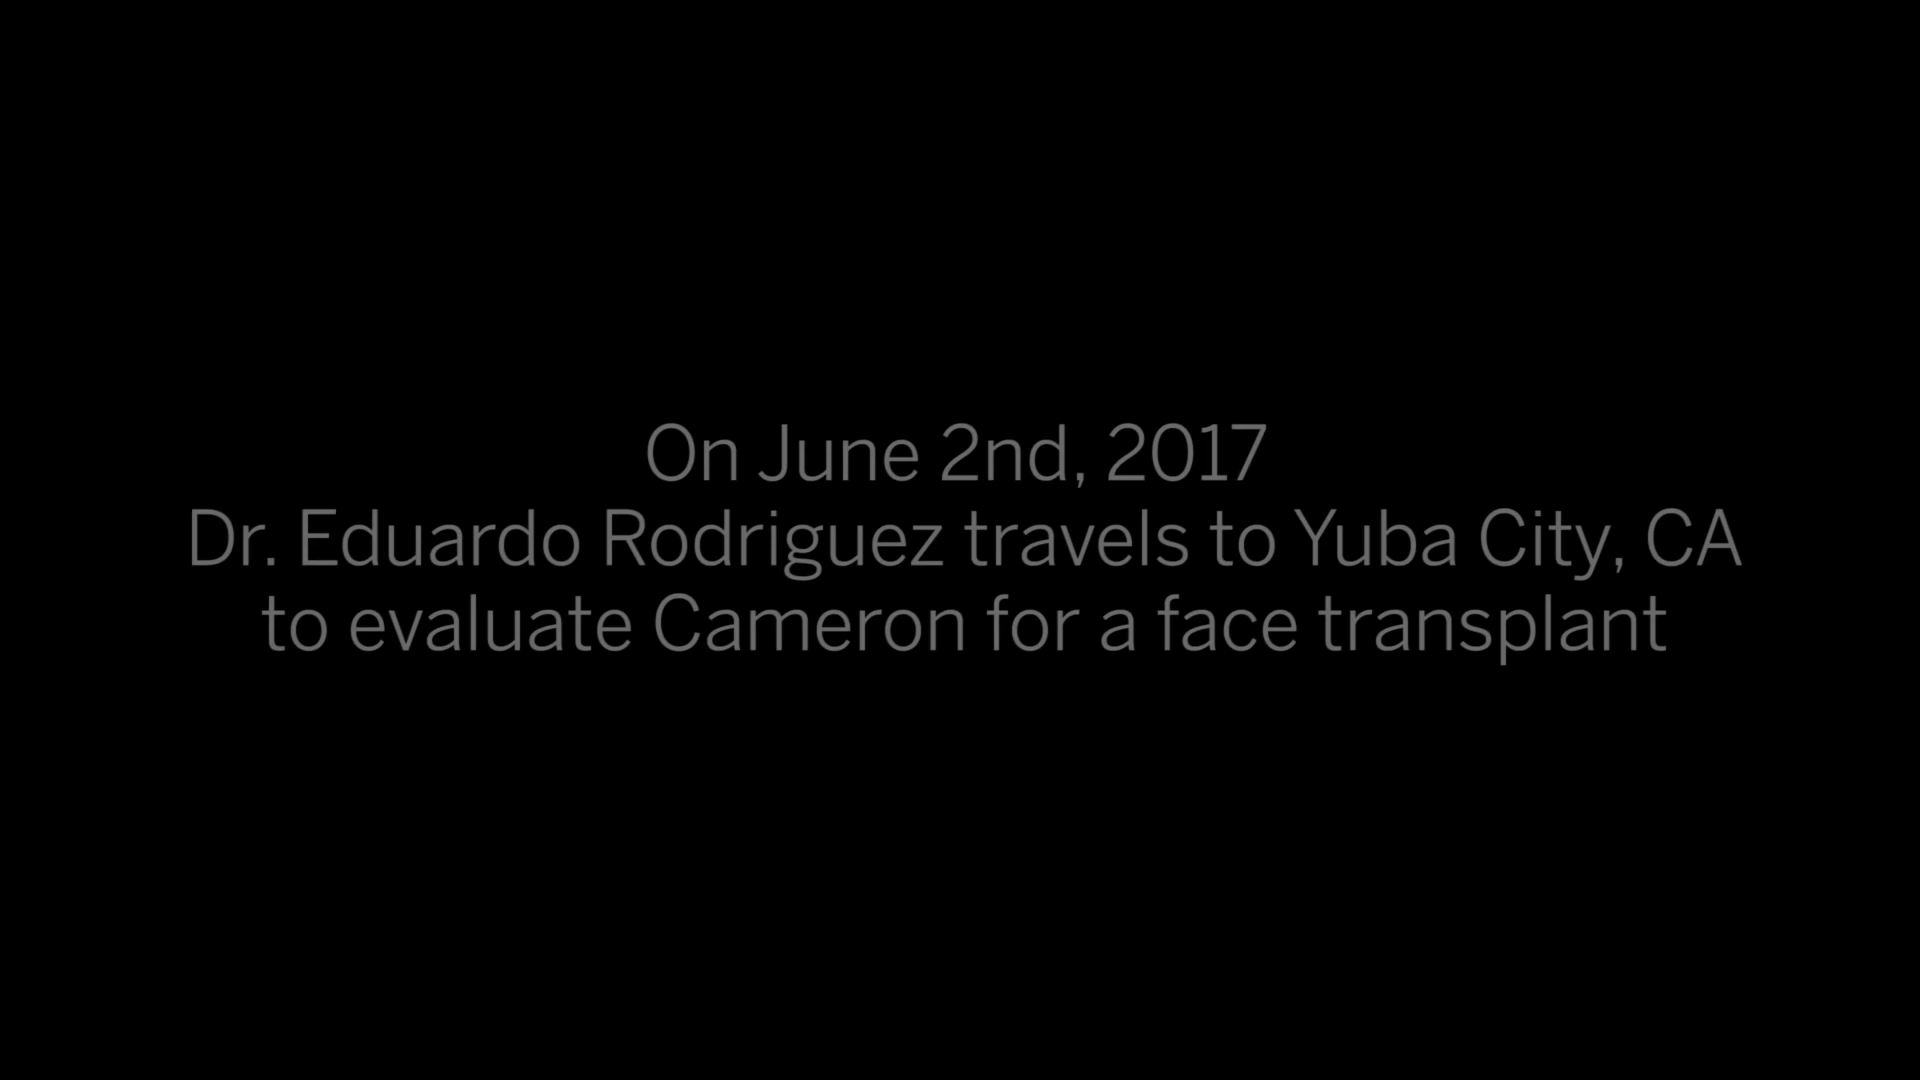 On June 2nd, 2017
Dr. Eduardo Rodriguez travels to Yuba City, CA
to evaluate Cameron for a face transplant